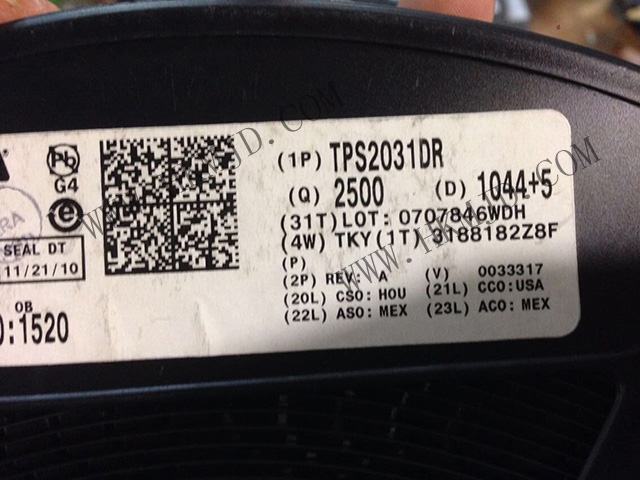 Pb
G4
e
SEAL DT
11/21/10
OB
:1520
(1P) TPS2031DR
(Q) 2500 (D) 1044+5
(31T)LOT: 0707846WDH
(4W) TKY(1T) 3188182Z8F
(P)
(2P) REV: A (V) 0033317
(20L) CSO: HOU (21L) CCO:USA
(22L) ASO: MEX (23L) ACO: MEX